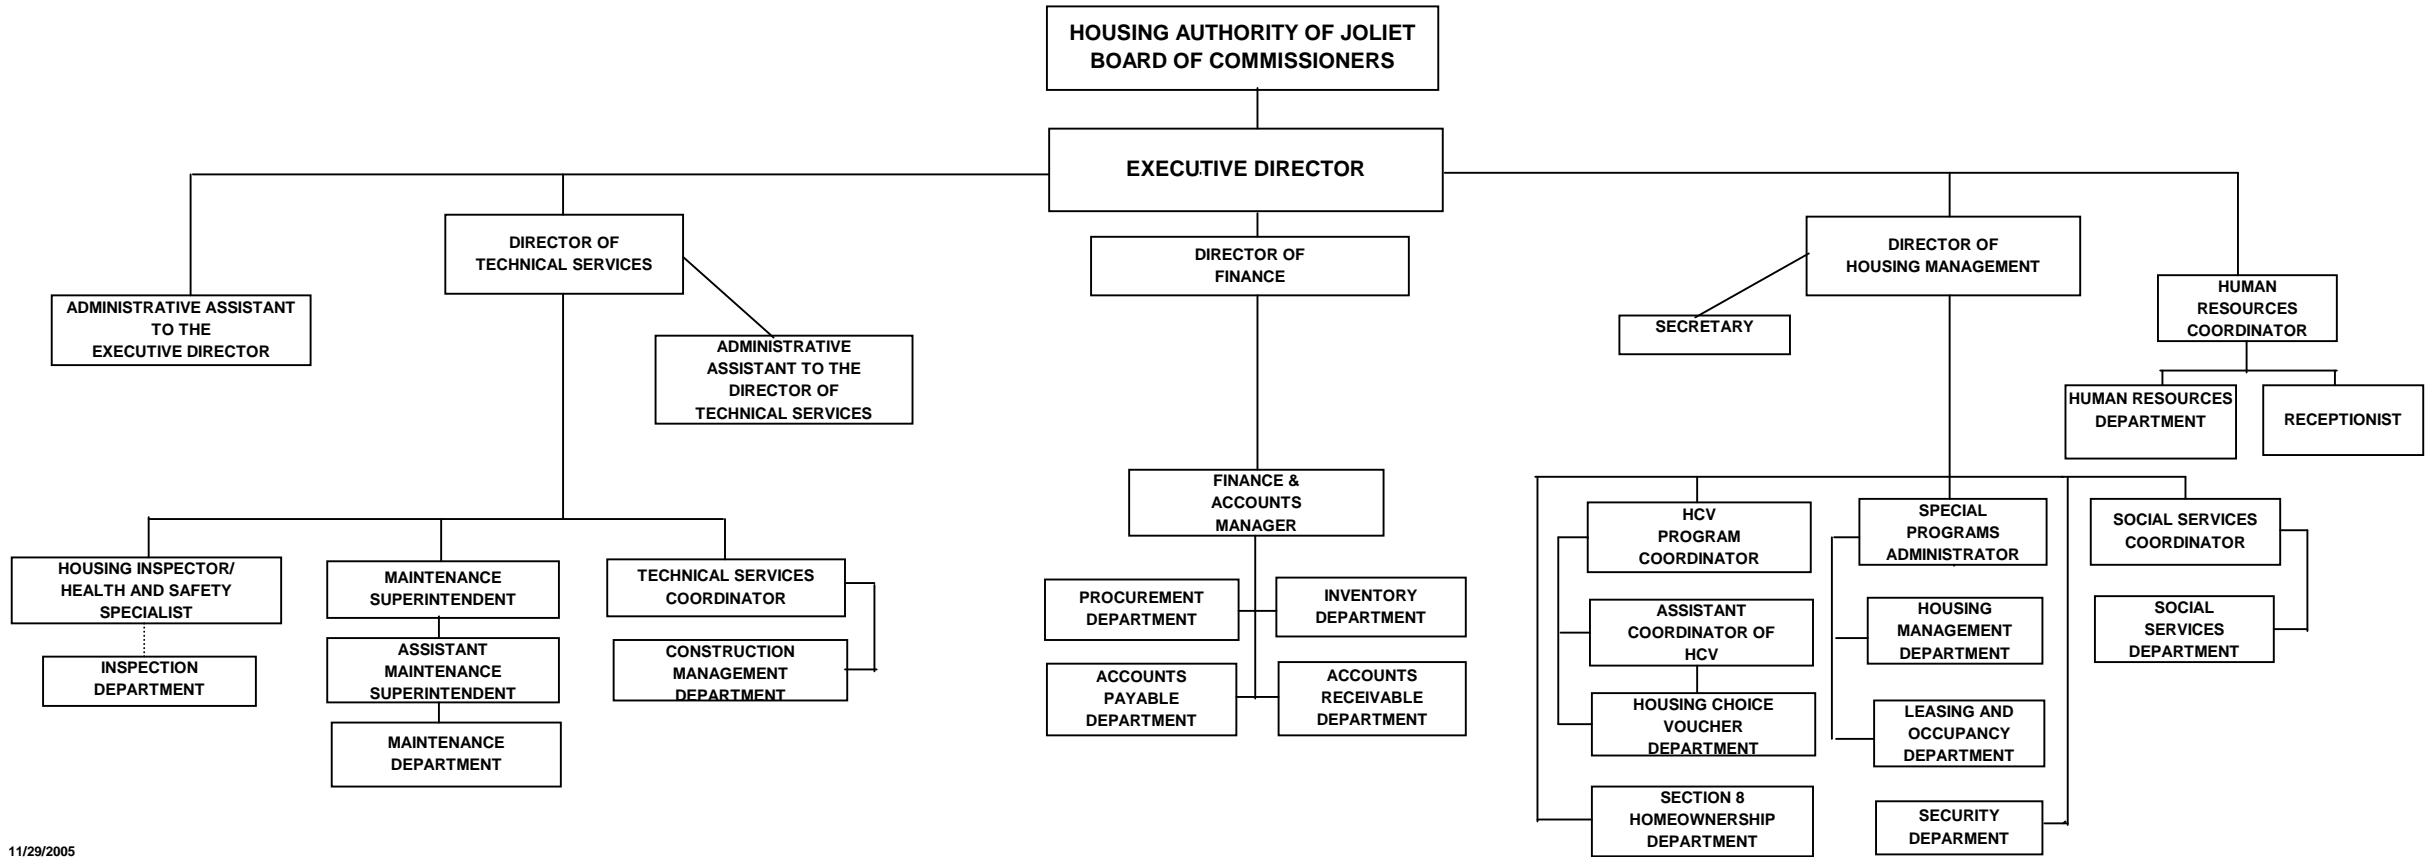 HOUSING AUTHORITY OF JOLIET
BOARD OF COMMISSIONERS
EXECUTIVE DIRECTOR
ADMINISTRATIVE ASSISTANT
TO THE
EXECUTIVE DIRECTOR
DIRECTOR OF
TECHNICAL SERVICES
ADMINISTRATIVE
ASSISTANT TO THE
DIRECTOR OF
TECHNICAL SERVICES
DIRECTOR OF
FINANCE
DIRECTOR OF
HOUSING MANAGEMENT
SECRETARY
HUMAN
RESOURCES
COORDINATOR
HUMAN RESOURCES
DEPARTMENT
RECEPTIONIST
HOUSING INSPECTOR/
HEALTH AND SAFETY
SPECIALIST
INSPECTION
DEPARTMENT
MAINTENANCE
SUPERINTENDENT
ASSISTANT
MAINTENANCE
SUPERINTENDENT
MAINTENANCE
DEPARTMENT
TECHNICAL SERVICES
COORDINATOR
CONSTRUCTION
MANAGEMENT
DEPARTMENT
FINANCE &
ACCOUNTS
MANAGER
PROCUREMENT
DEPARTMENT
INVENTORY
DEPARTMENT
ACCOUNTS
PAYABLE
DEPARTMENT
ACCOUNTS
RECEIVABLE
DEPARTMENT
HCV
PROGRAM
COORDINATOR
ASSISTANT
COORDINATOR OF
HCV
HOUSING CHOICE
VOUCHER
DEPARTMENT
SECTION 8
HOMEOWNERSHIP
DEPARTMENT
SPECIAL
PROGRAMS
ADMINISTRATOR
HOUSING
MANAGEMENT
DEPARTMENT
LEASING AND
OCCUPANCY
DEPARTMENT
SECURITY
DEPARMENT
SOCIAL SERVICES
COORDINATOR
SOCIAL
SERVICES
DEPARTMENT
11/29/2005